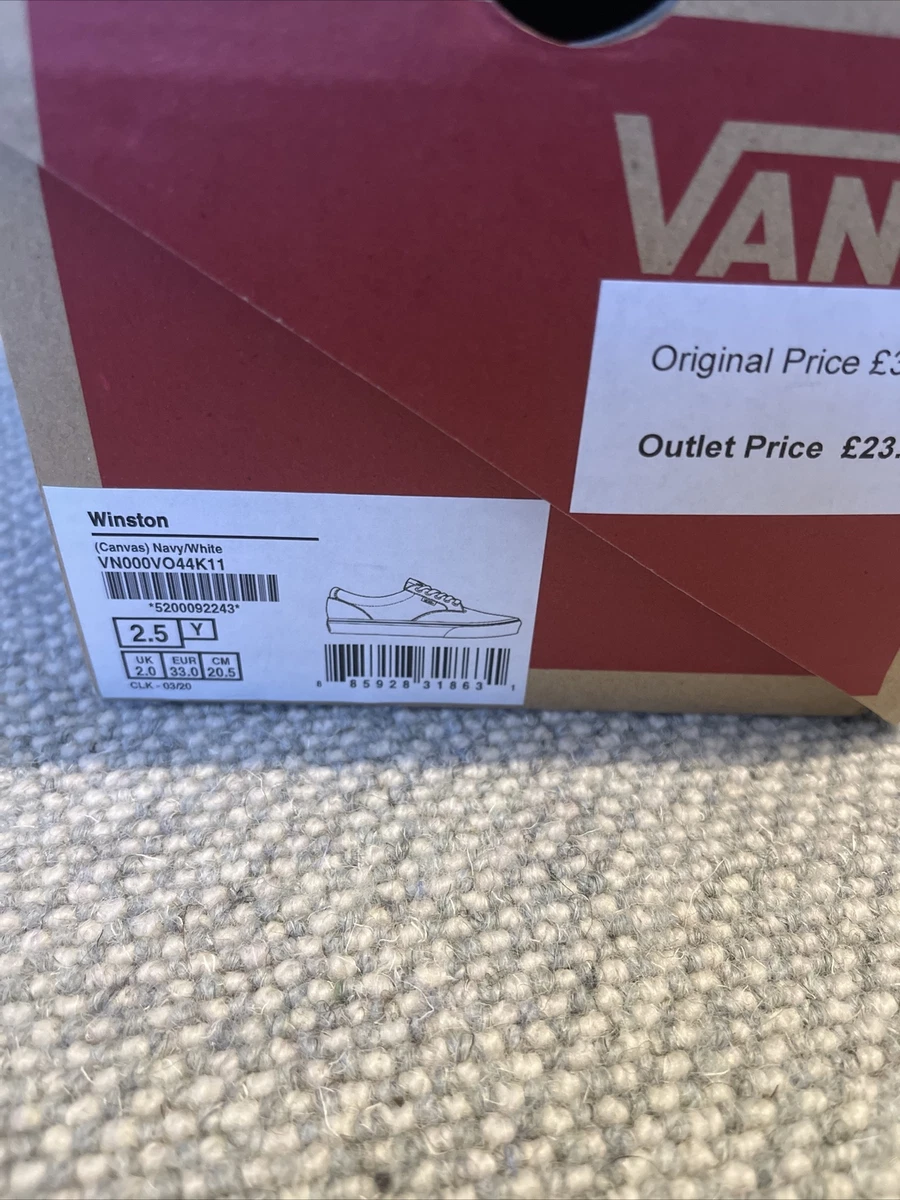 VAN
Original Price £3
Outlet Price £23.
Winston
(Canvas) Navy/White
VN000VO44K11
*5200092243*
2.5 Y
UK EUR CM
2.0 33.0 20.5
CLK - 03/20
8 85928 31863 1